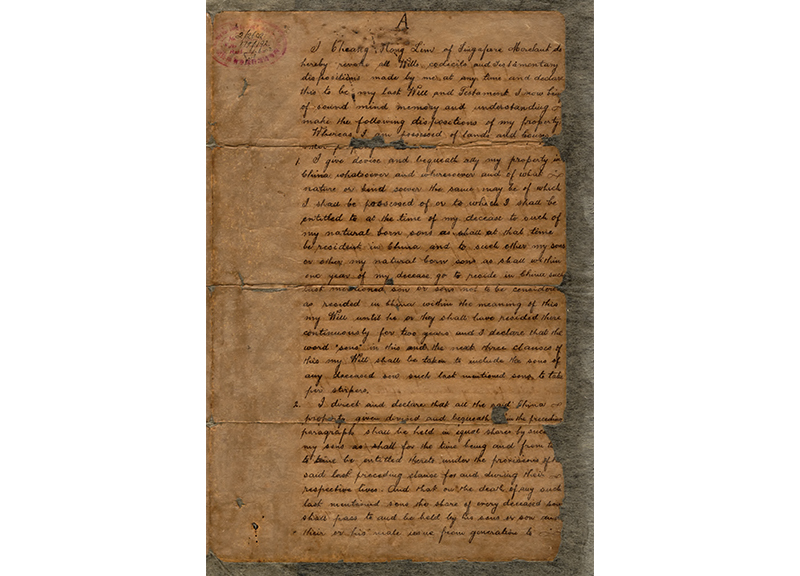 A
I Cheang Hong Lim of Singapore Merchant do
hereby revoke all Wills, codicils and Testamentary
dispositions made by me at any time and declare
this to be my last Will and Testament I now being
of sound mind memory and understanding
make the following dispositions of my property
Whereas I am possessed of lands and
1. I give devise and bequeath all my property in
China whatsoever and wheresoever and of what
nature or kind soever the same may be of which
I shall be possessed of or to which I shall be
entitled to at the time of my decease to such of
my natural born sons as shall at that time
be resident in China and to such other my sons
or other my natural born sons as shall within
one year of my decease go to reside in China such
last mentioned son or sons not to be considered
as resided in China within the meaning of this
my Will until he or they shall have resided there
continuously for two years and I declare that the
word "sons" in this and the next three clauses of
this my Will shall be taken to include the sons of
any deceased son such last mentioned sons to take
per stirpes.
2. I direct and declare that all the said China
property given devised and bequeath in the preceding
paragraph shall be held in equal shares by such
my sons as shall for the time being and from time
to time be entitled thereto under the provisions of the
said last preceding clause for and during their
respective lives. And that on the death of any such
last mentioned sons the share of every deceased son
shall pass to and be held by his sons or son and
their or his male issue from generation to